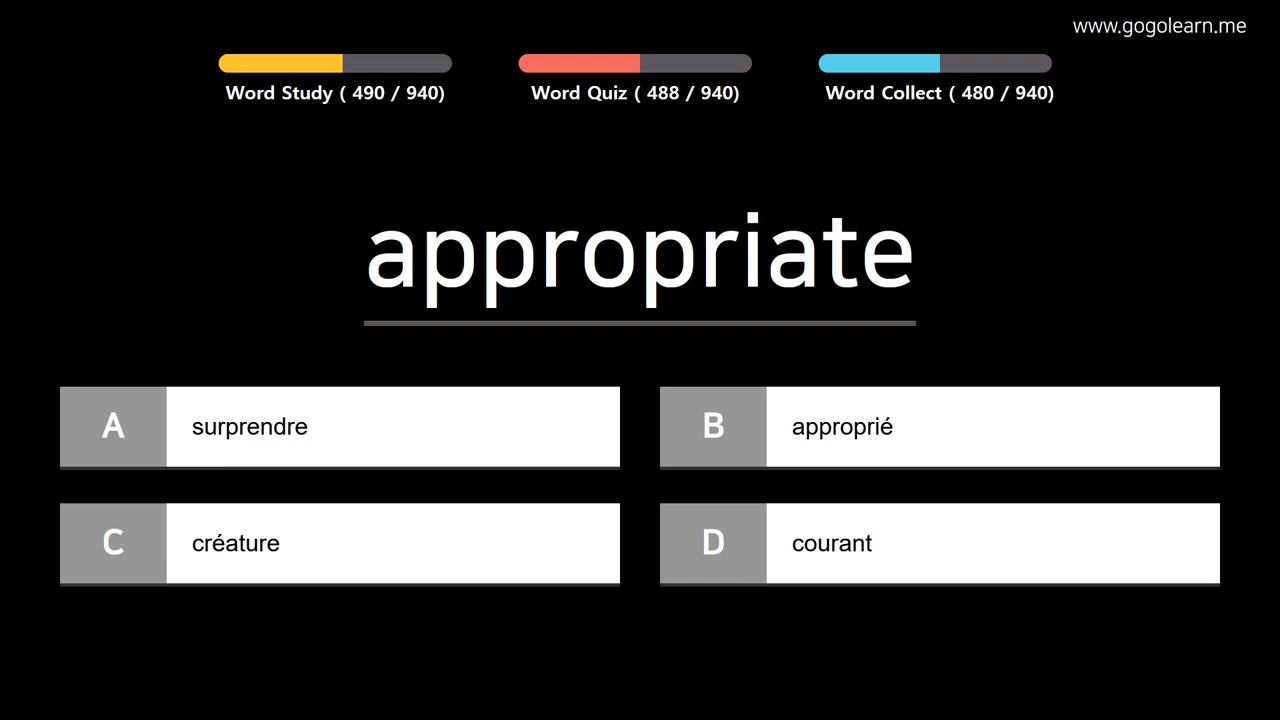 www.gogolearn.me
Word Study ( 490 / 940)
Word Quiz ( 488 / 940)
Word Collect ( 480 / 940)
appropriate
A
surprendre
B
approprié
C
créature
D
courant